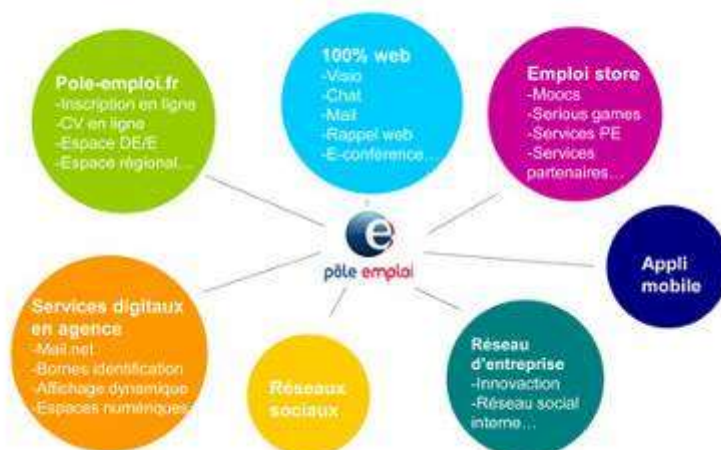 Pole-emploi.fr
-Inscription en ligne
-CV en ligne
-Espace DE/E
-Espace régional...
100% web
-Visio
-Chat
-Mail
-Rappel web
-E-conférence...
Emploi store
-Moocs
-Serious games
-Services PE
-Services
partenaires...
e
pôle emploi
Appli
mobile
Services digitaux
en agence
-Mail.net
-Bornes identification
-Affichage dynamique
-Espaces numériques
Réseaux
sociaux
Réseau
d'entreprise
-Innovaction
-Réseau social
interne...